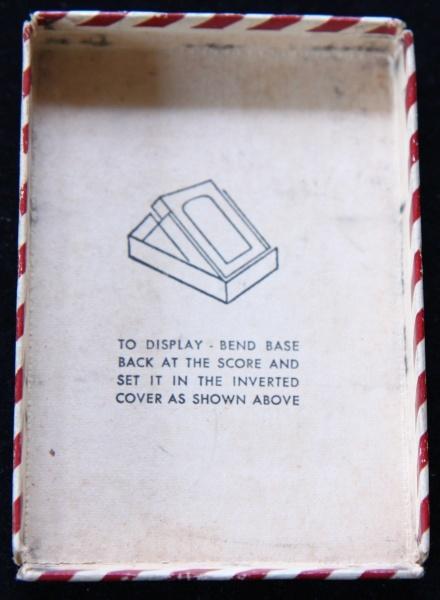 TO DISPLAY - BEND BASE
BACK AT THE SCORE AND
SET IT IN THE INVERTED
COVER AS SHOWN ABOVE